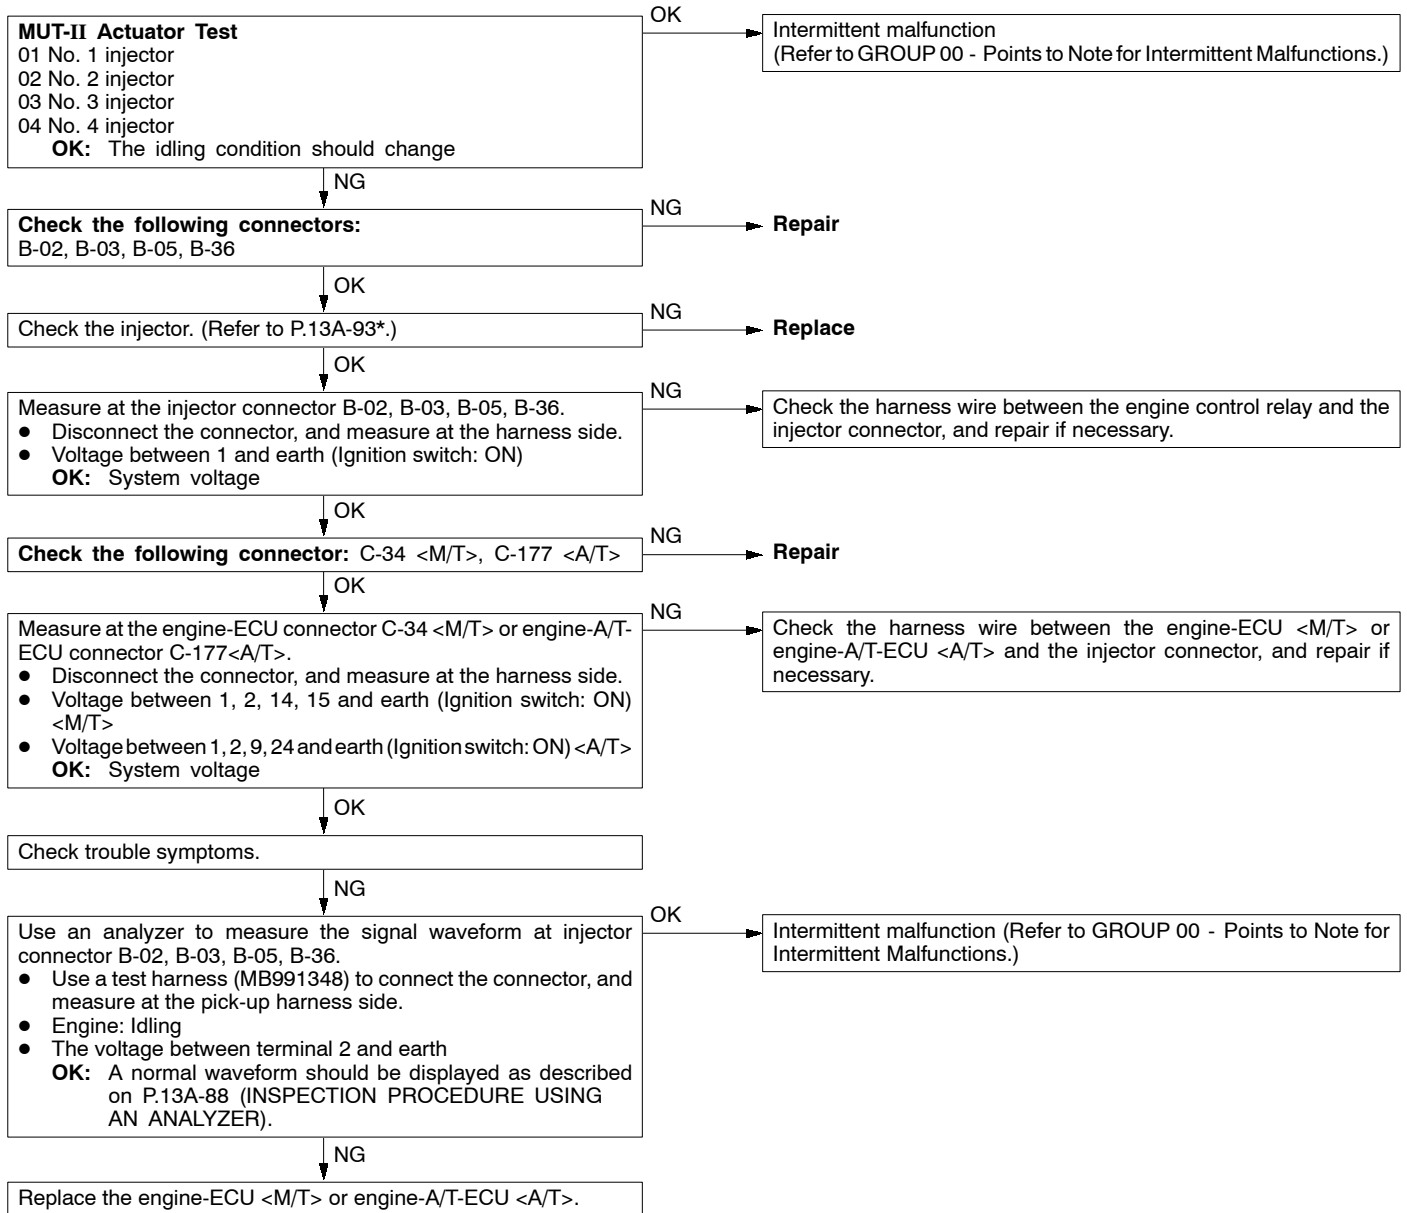 MUT-II Actuator Test
01 No. 1 injector
02 No. 2 injector
03 No. 3 injector
04 No. 4 injector
OK: The idling condition should change
OK
Intermittent malfunction
(Refer to GROUP 00 - Points to Note for Intermittent Malfunctions.)
NG
Check the following connectors:
B-02, B-03, B-05, B-36
NG
Repair
OK
Check the injector. (Refer to P.13A-93*.)
NG
Replace
OK
Measure at the injector connector B-02, B-03, B-05, B-36.
● Disconnect the connector, and measure at the harness side.
● Voltage between 1 and earth (Ignition switch: ON)
OK: System voltage
NG
Check the harness wire between the engine control relay and the
injector connector, and repair if necessary.
OK
Check the following connector: C-34 <M/T>, C-177 <A/T>
NG
Repair
OK
Measure at the engine-ECU connector C-34 <M/T> or engine-A/T-
ECU connector C-177<A/T>.
● Disconnect the connector, and measure at the harness side.
● Voltage between 1, 2, 14, 15 and earth (Ignition switch: ON)
<M/T>
● Voltage between 1, 2, 9, 24 and earth (Ignition switch: ON) <A/T>
OK: System voltage
NG
Check the harness wire between the engine-ECU <M/T> or
engine-A/T-ECU <A/T> and the injector connector, and repair if
necessary.
OK
Check trouble symptoms.
NG
Use an analyzer to measure the signal waveform at injector
connector B-02, B-03, B-05, B-36.
● Use a test harness (MB991348) to connect the connector, and
measure at the pick-up harness side.
● Engine: Idling
● The voltage between terminal 2 and earth
OK: A normal waveform should be displayed as described
on P.13A-88 (INSPECTION PROCEDURE USING
AN ANALYZER).
OK
Intermittent malfunction (Refer to GROUP 00 - Points to Note for
Intermittent Malfunctions.)
NG
Replace the engine-ECU <M/T> or engine-A/T-ECU <A/T>.